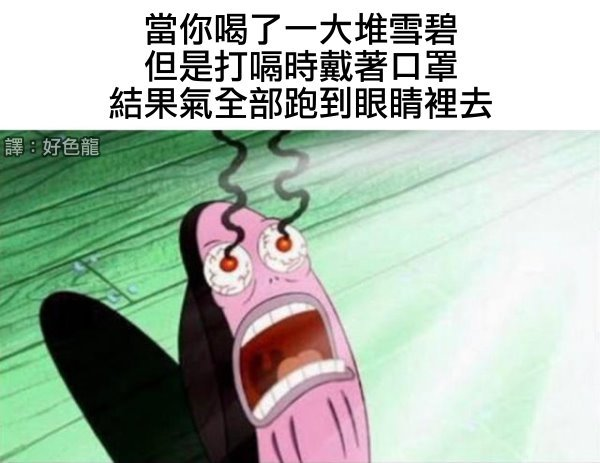 當你喝了一大堆雪碧
但是打嗝時戴著口罩
結果氣全部跑到眼睛裡去
譯：好色龍